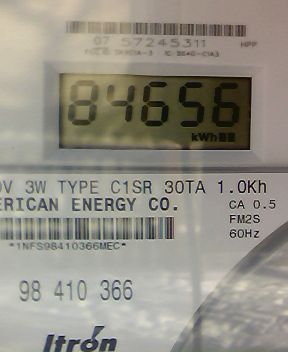 07 57245311 HPP
84656
kWh
0V 3W TYPE C1SR 30TA 1.0Kh
ERICAN ENERGY CO. CA 0.5
FM2S
60Hz
*1NFS98410366MEC*
98 410 366
Itron